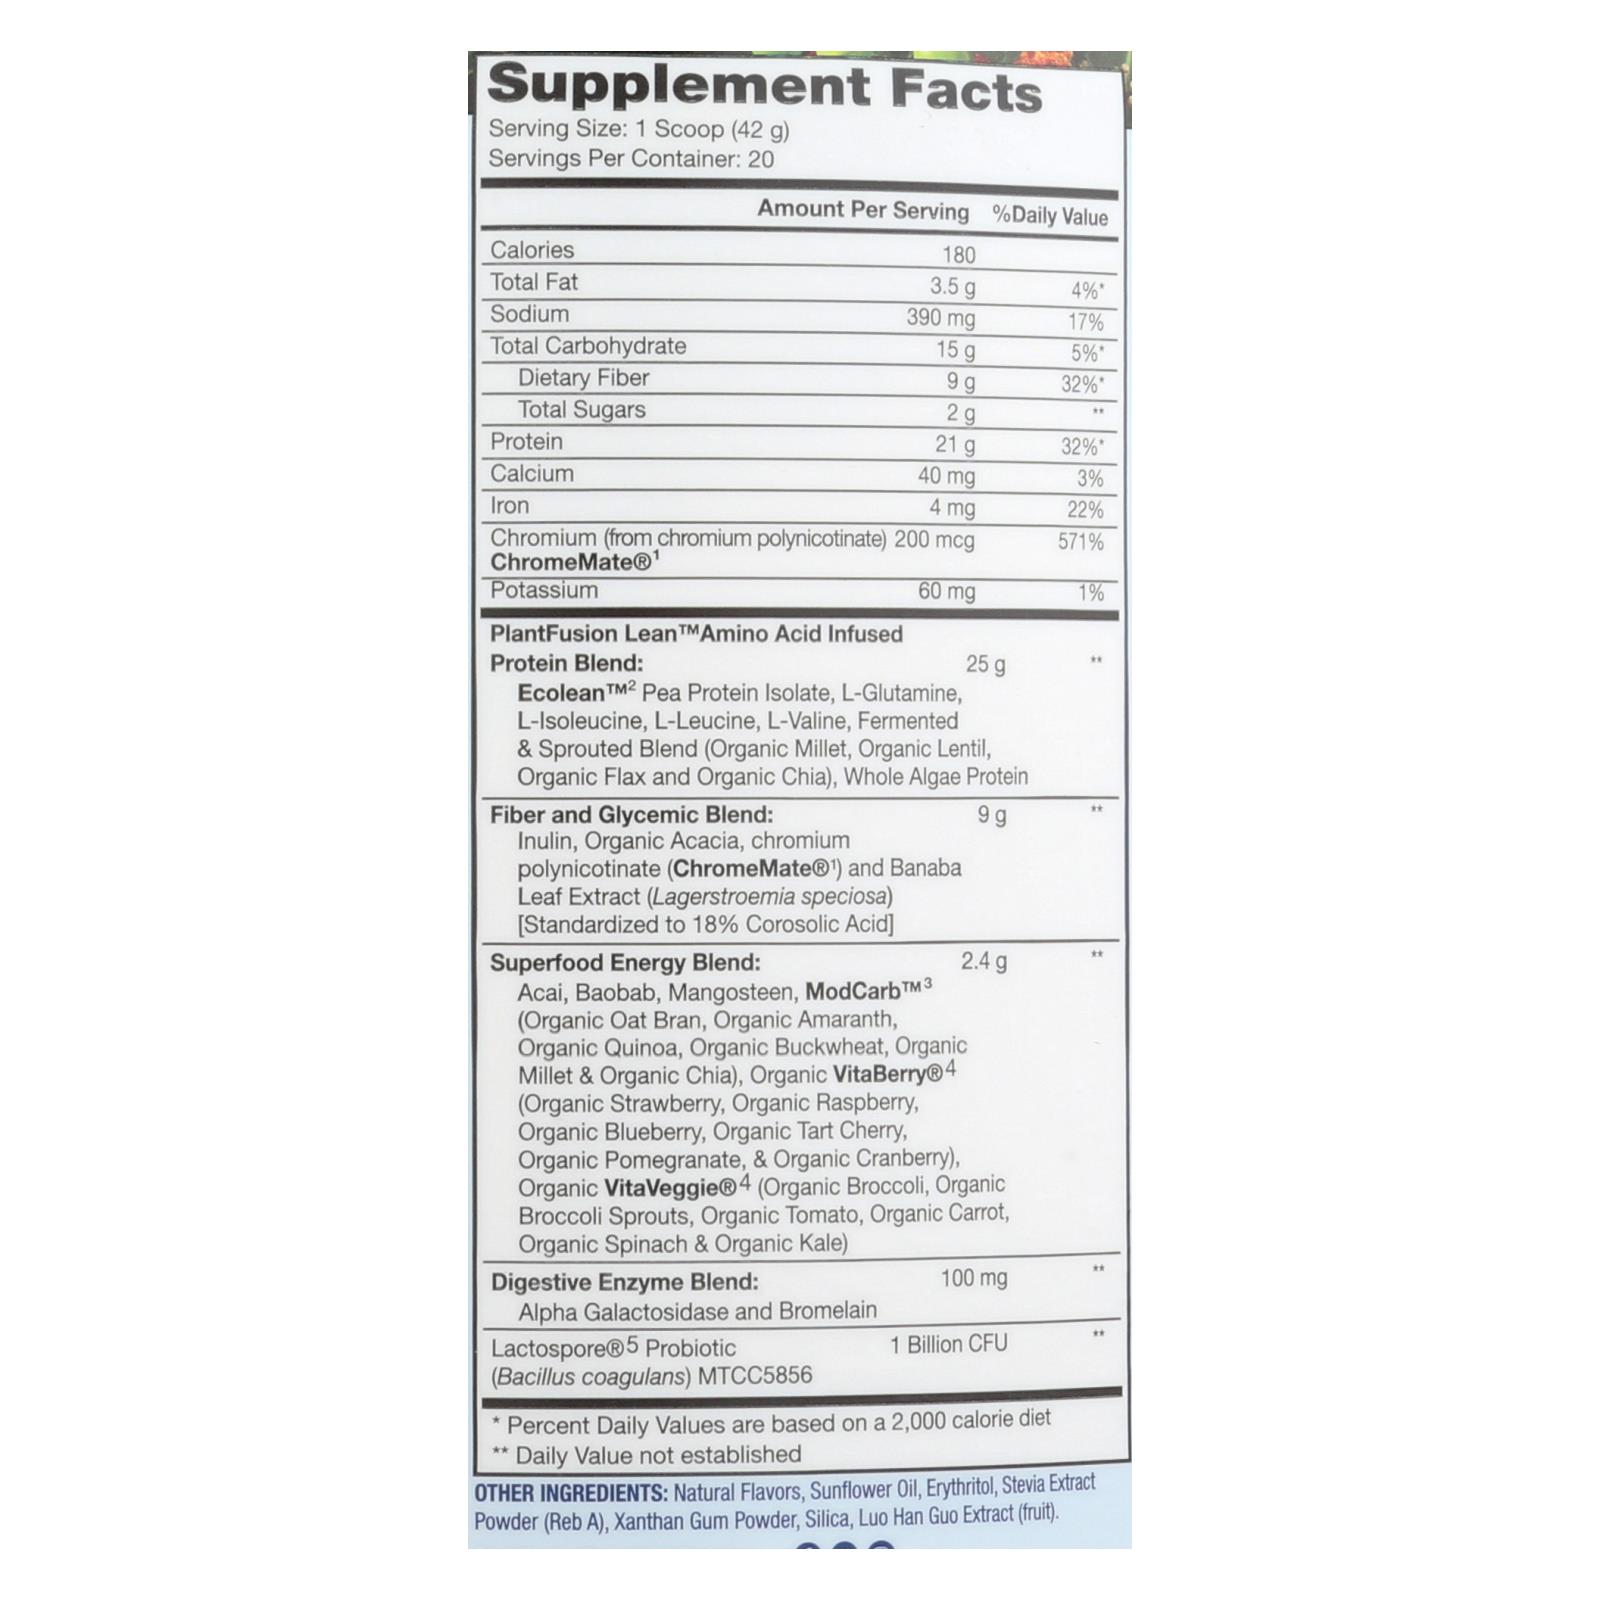 Supplement Facts
Serving Size: 1 Scoop (42 g)
Servings Per Container: 20
Amount Per Serving %Daily Value
Calories 180
Total Fat 3.5 g 4%*
Sodium 390 mg 17%
Total Carbohydrate 15 g 5%*
Dietary Fiber 9 g 32%*
Total Sugars 2 g **
Protein 21 g 32%*
Calcium 40 mg 3%
Iron 4 mg 22%
Chromium (from chromium polynicotinate) 200 mcg 571%
ChromeMate®¹
Potassium 60 mg 1%
PlantFusion Lean™Amino Acid Infused
Protein Blend: 25 g **
Ecolean™² Pea Protein Isolate, L-Glutamine,
L-Isoleucine, L-Leucine, L-Valine, Fermented
& Sprouted Blend (Organic Millet, Organic Lentil,
Organic Flax and Organic Chia), Whole Algae Protein
Fiber and Glycemic Blend: 9 g **
Inulin, Organic Acacia, chromium
polynicotinate (ChromeMate®¹) and Banaba
Leaf Extract (Lagerstroemia speciosa)
[Standardized to 18% Corosolic Acid]
Superfood Energy Blend: 2.4 g **
Acai, Baobab, Mangosteen, ModCarb™³
(Organic Oat Bran, Organic Amaranth,
Organic Quinoa, Organic Buckwheat, Organic
Millet & Organic Chia), Organic VitaBerry®⁴
(Organic Strawberry, Organic Raspberry,
Organic Blueberry, Organic Tart Cherry,
Organic Pomegranate, & Organic Cranberry),
Organic VitaVeggie®⁴ (Organic Broccoli, Organic
Broccoli Sprouts, Organic Tomato, Organic Carrot,
Organic Spinach & Organic Kale)
Digestive Enzyme Blend: 100 mg **
Alpha Galactosidase and Bromelain
Lactospore®⁵ Probiotic 1 Billion CFU **
(Bacillus coagulans) MTCC5856
* Percent Daily Values are based on a 2,000 calorie diet
** Daily Value not established
OTHER INGREDIENTS: Natural Flavors, Sunflower Oil, Erythritol, Stevia Extract
Powder (Reb A), Xanthan Gum Powder, Silica, Luo Han Guo Extract (fruit).